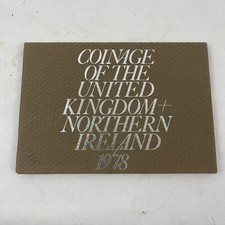 COINAGE
OF THE
UNITED
KINGDOM+
NORTHERN
IRELAND
1978